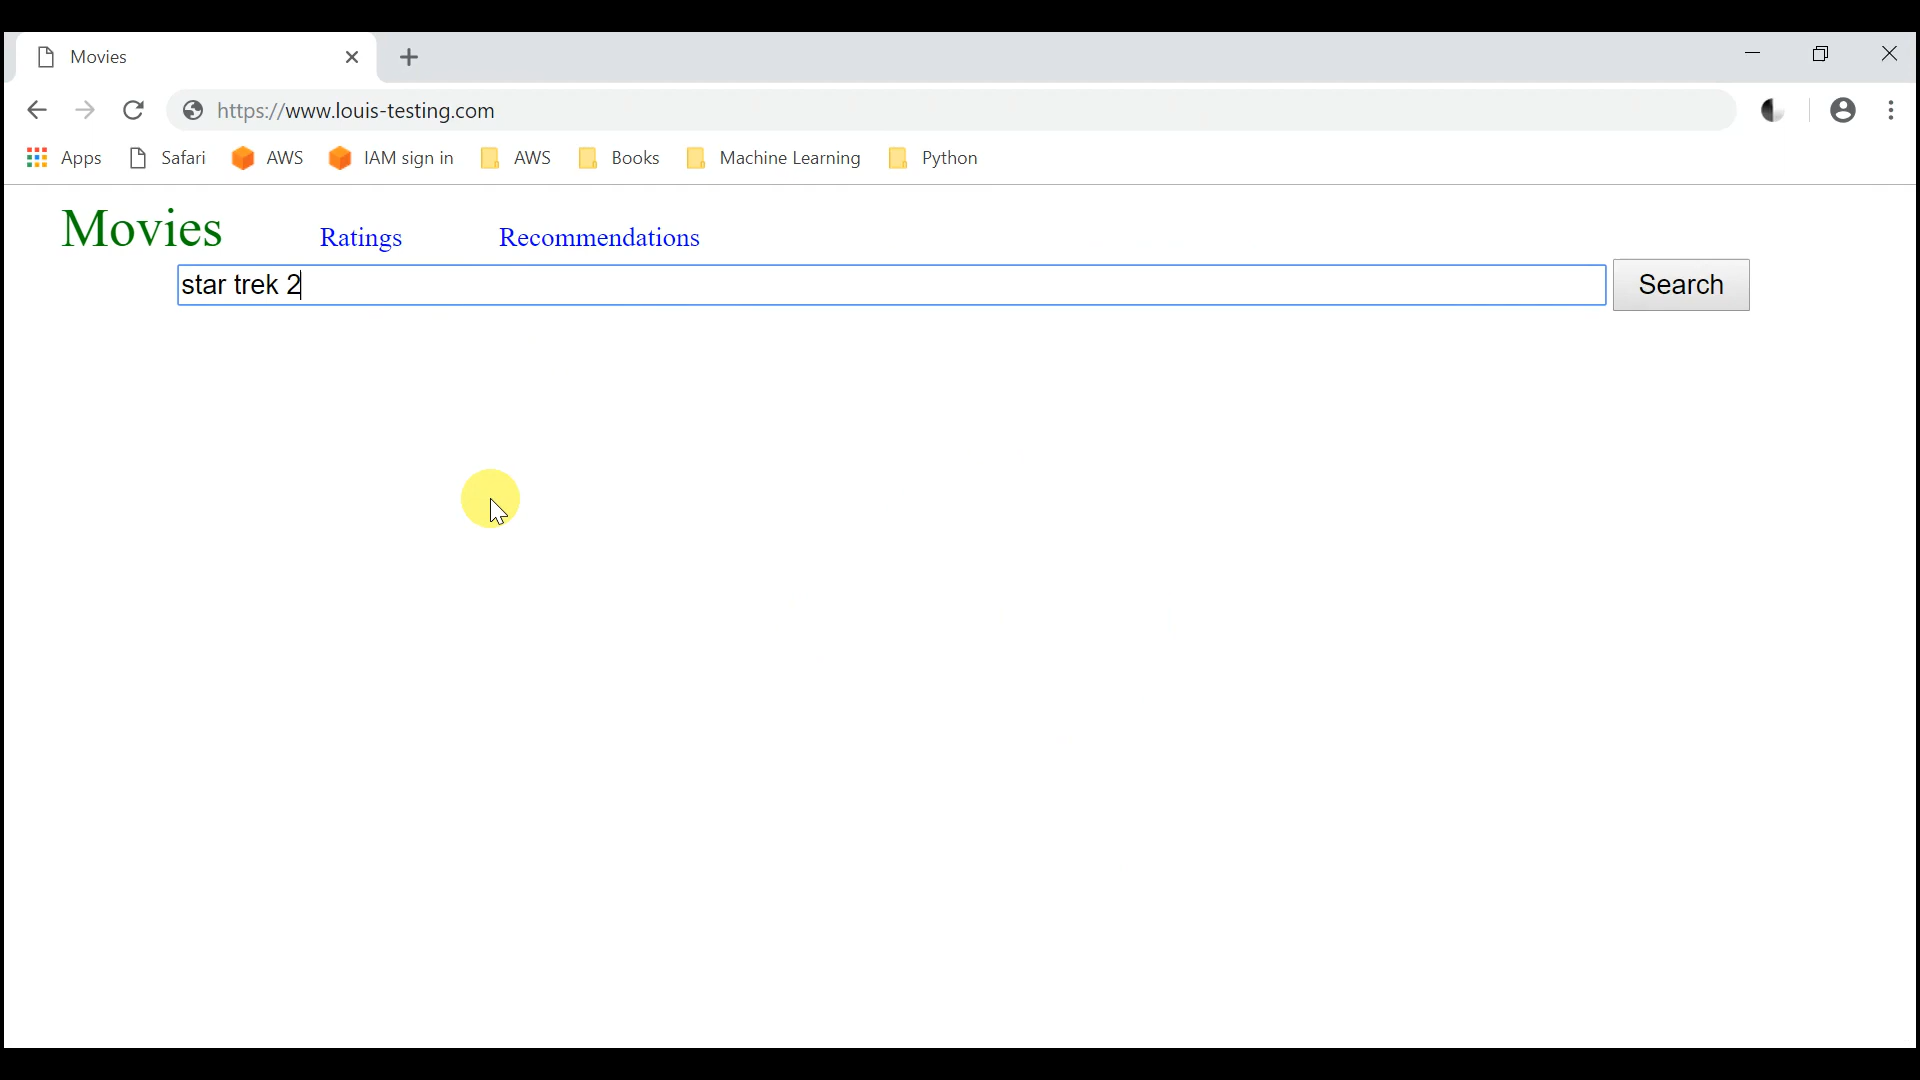 Movies
https://www.louis-testing.com
Apps Safari AWS IAM sign in AWS Books Machine Learning Python
Movies Ratings Recommendations
star trek 2 Search